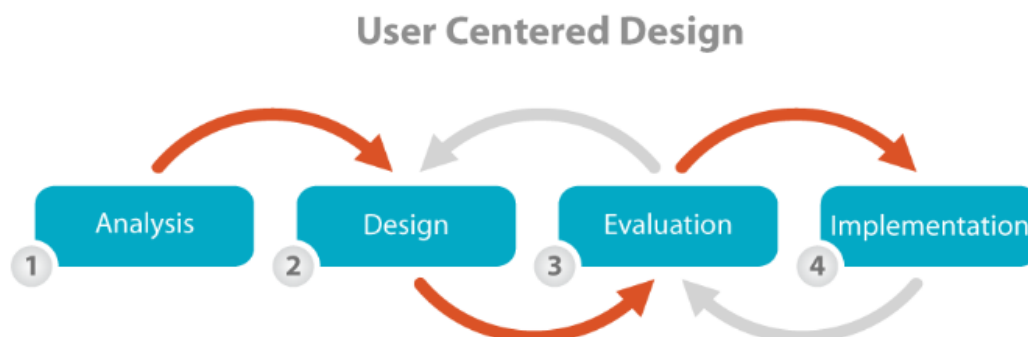 User Centered Design
Analysis
Design
Evaluation
Implementation
1
2
3
4